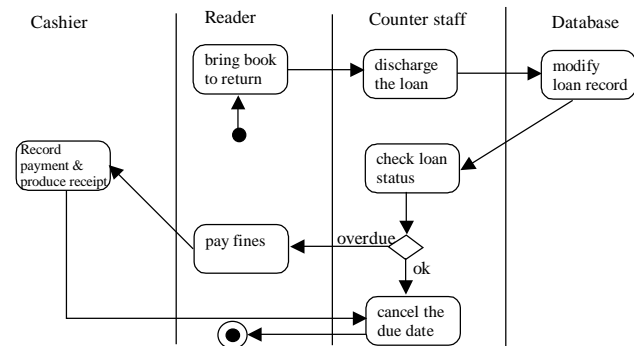 Cashier
Reader
Counter staff
Database
bring book
to return
discharge
the loan
modify
loan record
Record
payment &
produce receipt
check loan
status
pay fines
overdue
ok
cancel the
due date